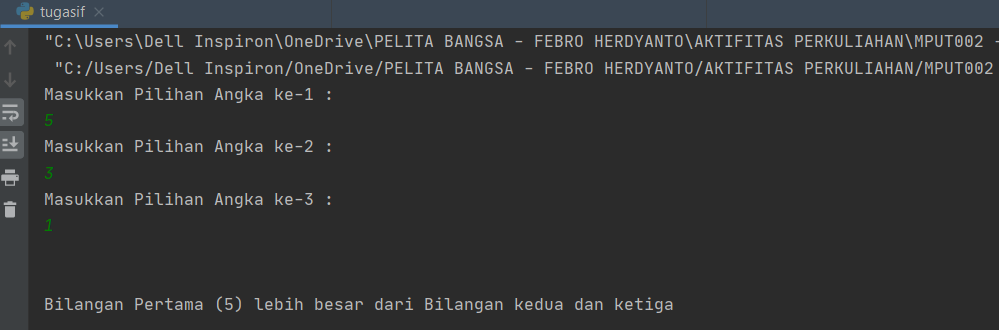 tugasif
"C:\Users\Dell Inspiron\OneDrive\PELITA BANGSA - FEBRO HERDYANTO\AKTIFITAS PERKULIAHAN\MPUT002 -
"C:/Users/Dell Inspiron/OneDrive/PELITA BANGSA - FEBRO HERDYANTO/AKTIFITAS PERKULIAHAN/MPUT002
Masukkan Pilihan Angka ke-1 :
5
Masukkan Pilihan Angka ke-2 :
3
Masukkan Pilihan Angka ke-3 :
1
Bilangan Pertama (5) lebih besar dari Bilangan kedua dan ketiga